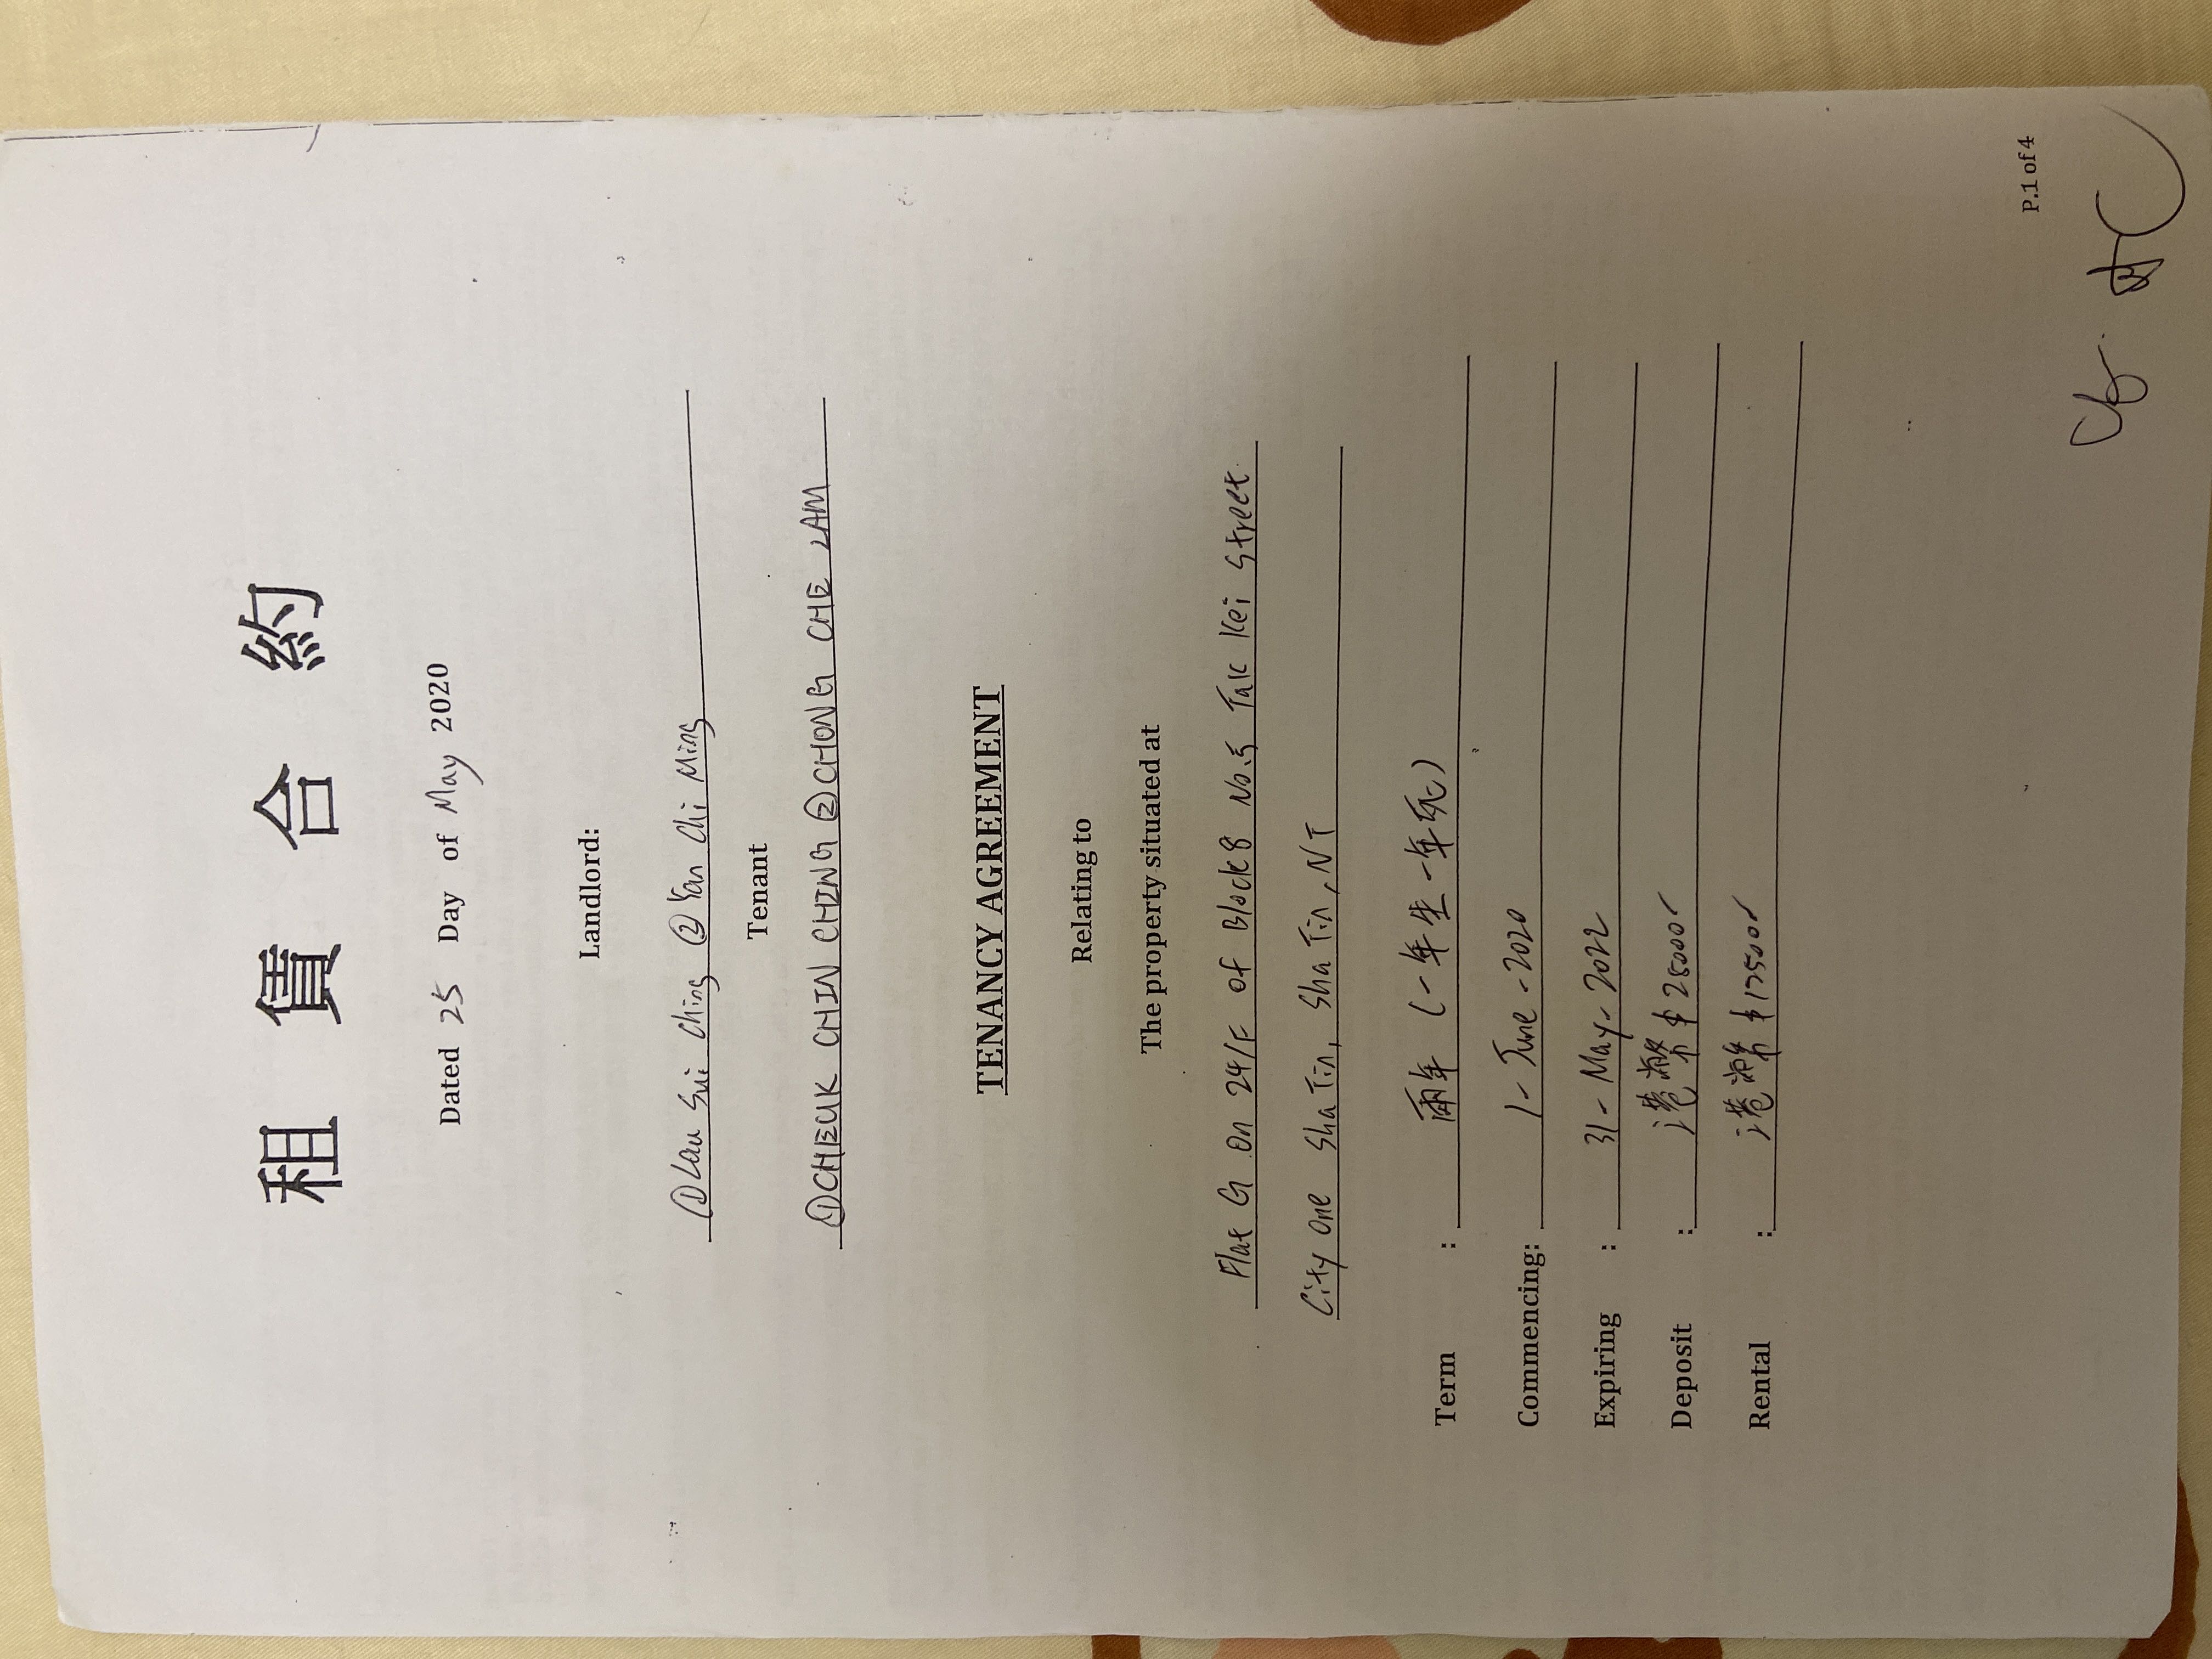 租 賃 合 約
Dated 25 Day of May 2020
Landlord:
①Lau Sui Ching ②Yan Chi Ming
Tenant
①CHEUK CHIN CHING ②CHONG CHE LAM
TENANCY AGREEMENT
Relating to
The property situated at
Flat G on 24/F of Block 8 No.5 Tak Kei Street
City One Sha Tin, Sha Tin, NT
Term : 兩年 (一年生一年死)
Commencing: 1-June-2020
Expiring : 31-May-2022
Deposit : 港幣 $
Rental : 港幣 $17500
P.1 of 4